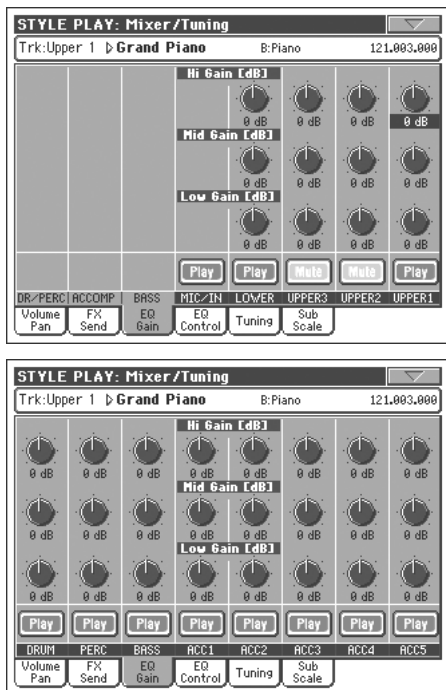 STYLE PLAY: Mixer/Tuning
Trk:Upper 1 ▷Grand Piano B:Piano 121.003.000
Hi Gain [dB]
0 dB 0 dB 0 dB 0 dB
Mid Gain [dB]
0 dB 0 dB 0 dB 0 dB
Low Gain [dB]
0 dB 0 dB 0 dB 0 dB
Play Play Mute Mute Play
DR/PERC ACCOMP BASS MIC/IN LOWER UPPER3 UPPER2 UPPER1
Volume Pan FX Send EQ Gain EQ Control Tuning Sub Scale
STYLE PLAY: Mixer/Tuning
Trk:Upper 1 ▷Grand Piano B:Piano 121.003.000
Hi Gain [dB]
0 dB 0 dB 0 dB 0 dB 0 dB 0 dB 0 dB 0 dB
Mid Gain [dB]
0 dB 0 dB 0 dB 0 dB 0 dB 0 dB 0 dB 0 dB
Low Gain [dB]
0 dB 0 dB 0 dB 0 dB 0 dB 0 dB 0 dB 0 dB
Play Play Play Play Play Play Play Play
DRUM PERC BASS ACC1 ACC2 ACC3 ACC4 ACC5
Volume Pan FX Send EQ Gain EQ Control Tuning Sub Scale